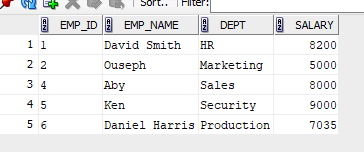 Sort.. Filter:
EMP_ID EMP_NAME DEPT SALARY
1 1 David Smith HR 8200
2 2 Ouseph Marketing 5000
3 4 Aby Sales 8000
4 5 Ken Security 9000
5 6 Daniel Harris Production 7035